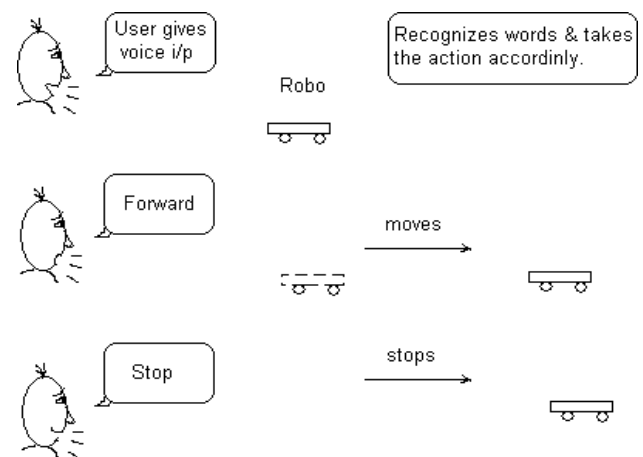 User gives
voice i/p
Recognizes words & takes
the action accordinly.
Robo
Forward
moves
Stop
stops